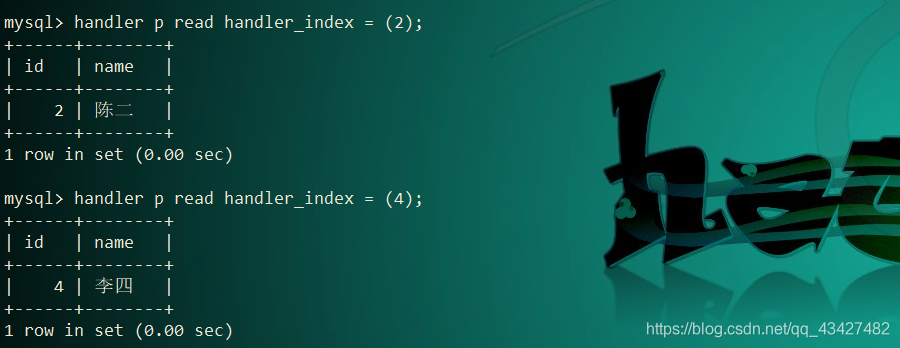 mysql> handler p read handler_index = (2);
+------+--------+
| id   | name   |
+------+--------+
|    2 | 陈二   |
+------+--------+
1 row in set (0.00 sec)
mysql> handler p read handler_index = (4);
+------+--------+
| id   | name   |
+------+--------+
|    4 | 李四   |
+------+--------+
1 row in set (0.00 sec)
https://blog.csdn.net/qq_43427482